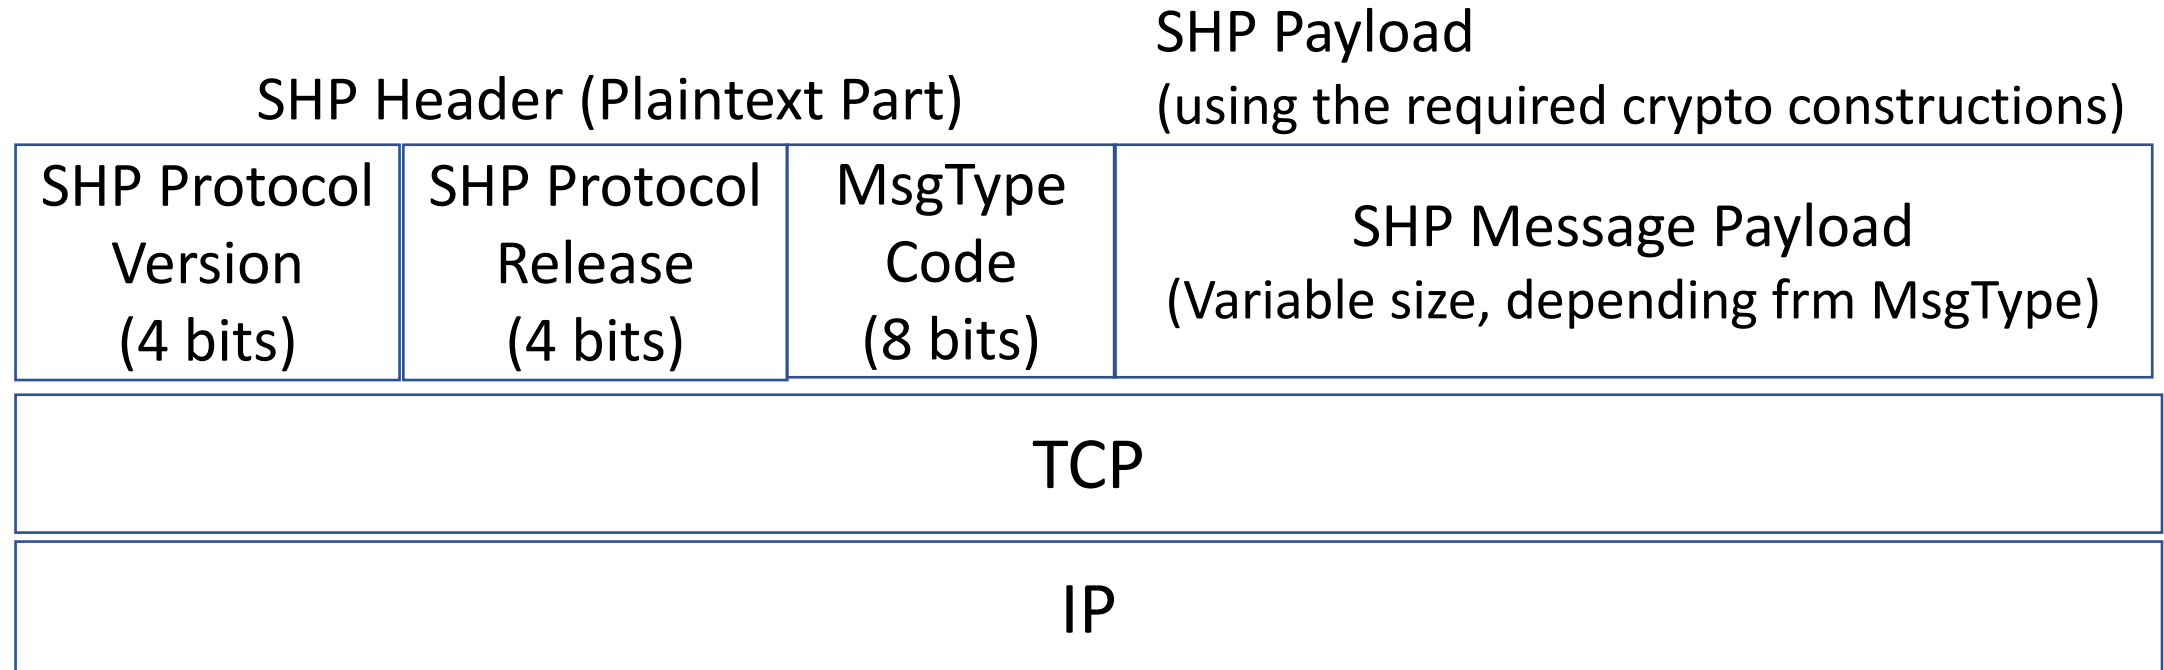 SHP Payload
SHP Header (Plaintext Part)
(using the required crypto constructions)
SHP Protocol
Version
(4 bits)
SHP Protocol
Release
(4 bits)
MsgType
Code
(8 bits)
SHP Message Payload
(Variable size, depending frm MsgType)
TCP
IP